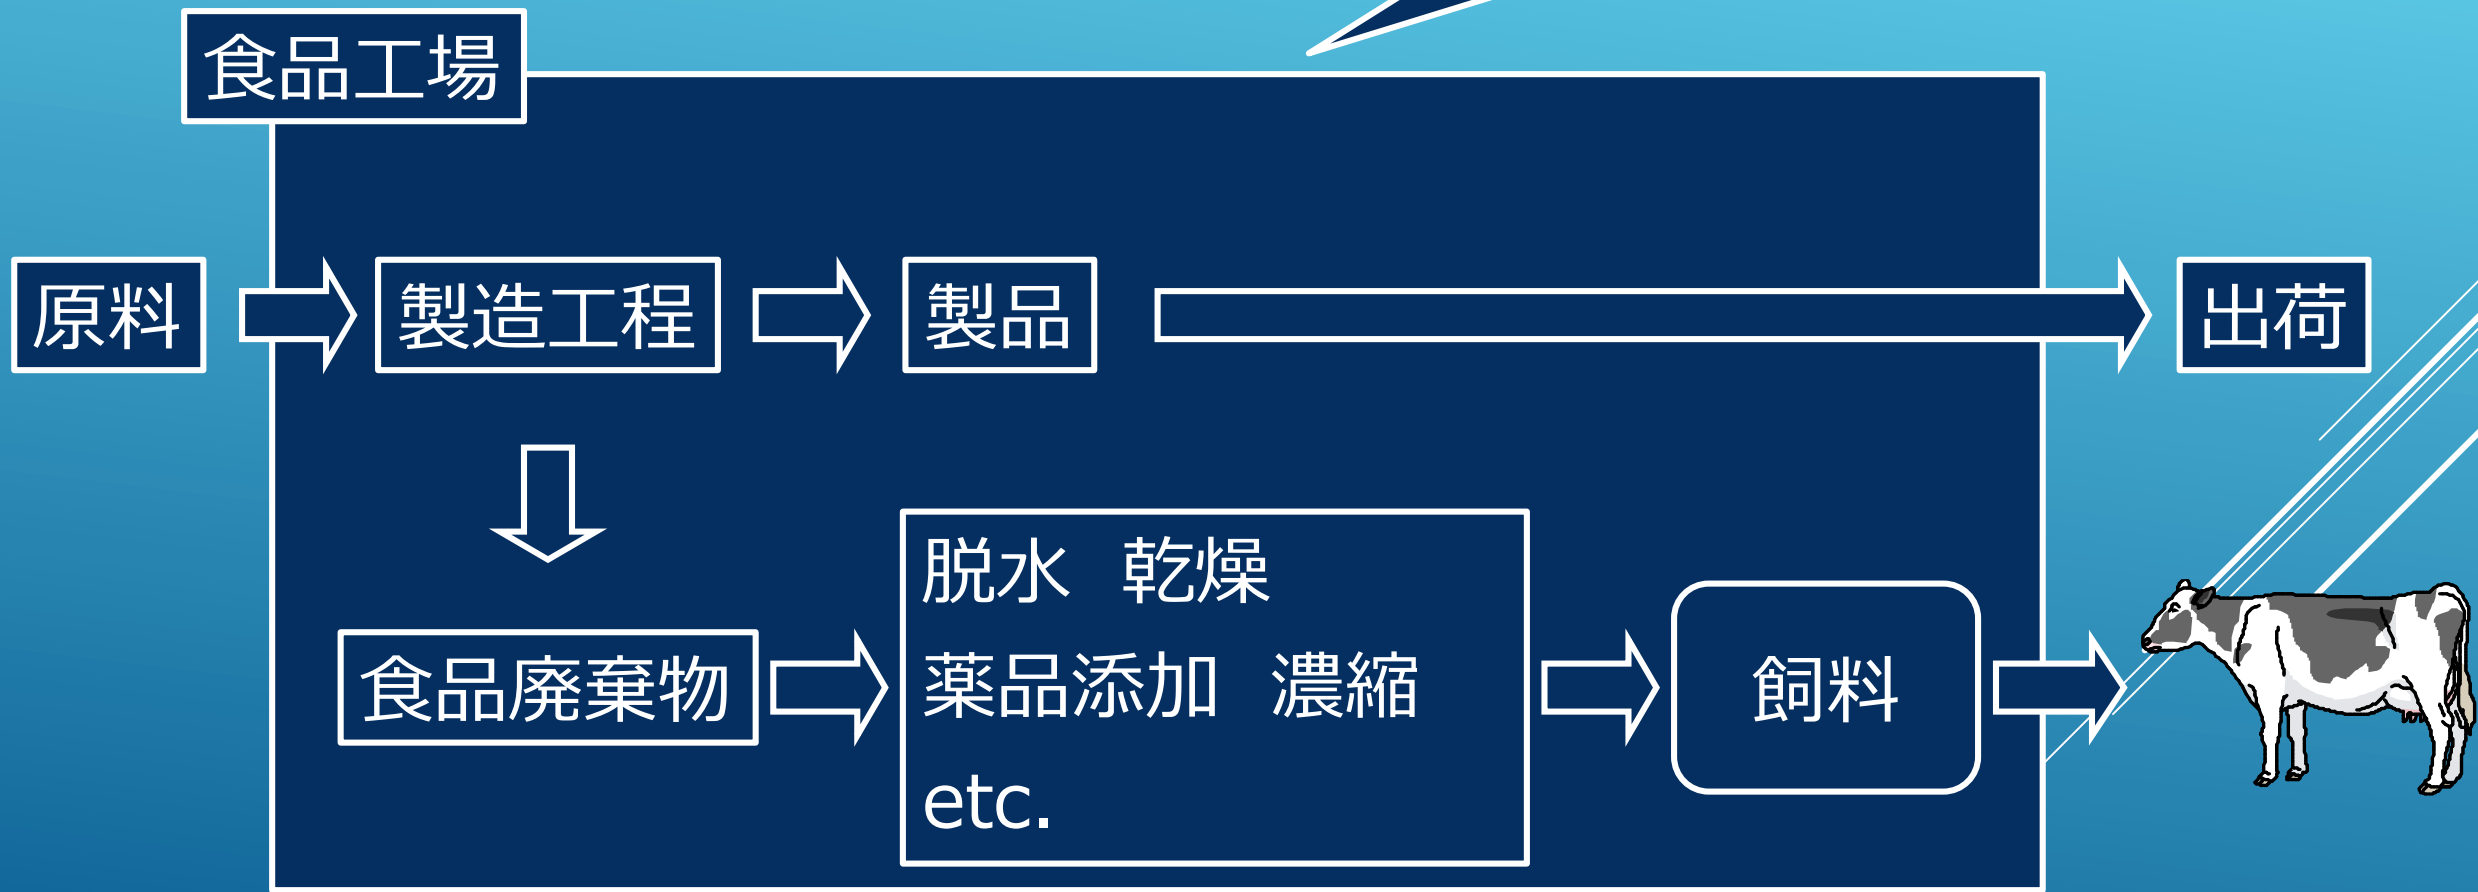 食品工場
原料
製造工程
製品
出荷
食品廃棄物
脱水 乾燥
薬品添加 濃縮
etc.
飼料